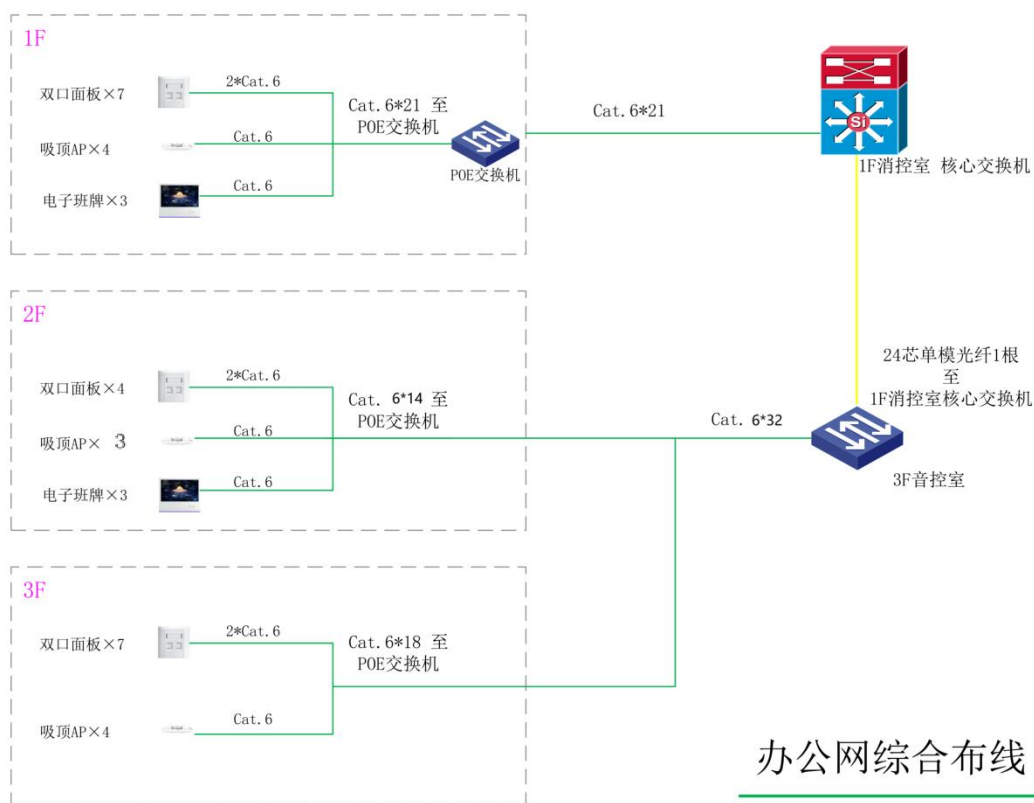 1F
双口面板×7
2*Cat.6
吸顶AP×4
Cat.6
电子班牌×3
Cat.6
Cat.6*21 至
POE交换机
POE交换机
Cat.6*21
Si
1F消控室 核心交换机
2F
双口面板×4
2*Cat.6
吸顶AP× 3
Cat.6
电子班牌×3
Cat.6
Cat. 6*14 至
POE交换机
Cat. 6*32
24芯单模光纤1根
至
1F消控室核心交换机
3F音控室
3F
双口面板×7
2*Cat.6
吸顶AP×4
Cat.6
Cat.6*18 至
POE交换机
办公网综合布线